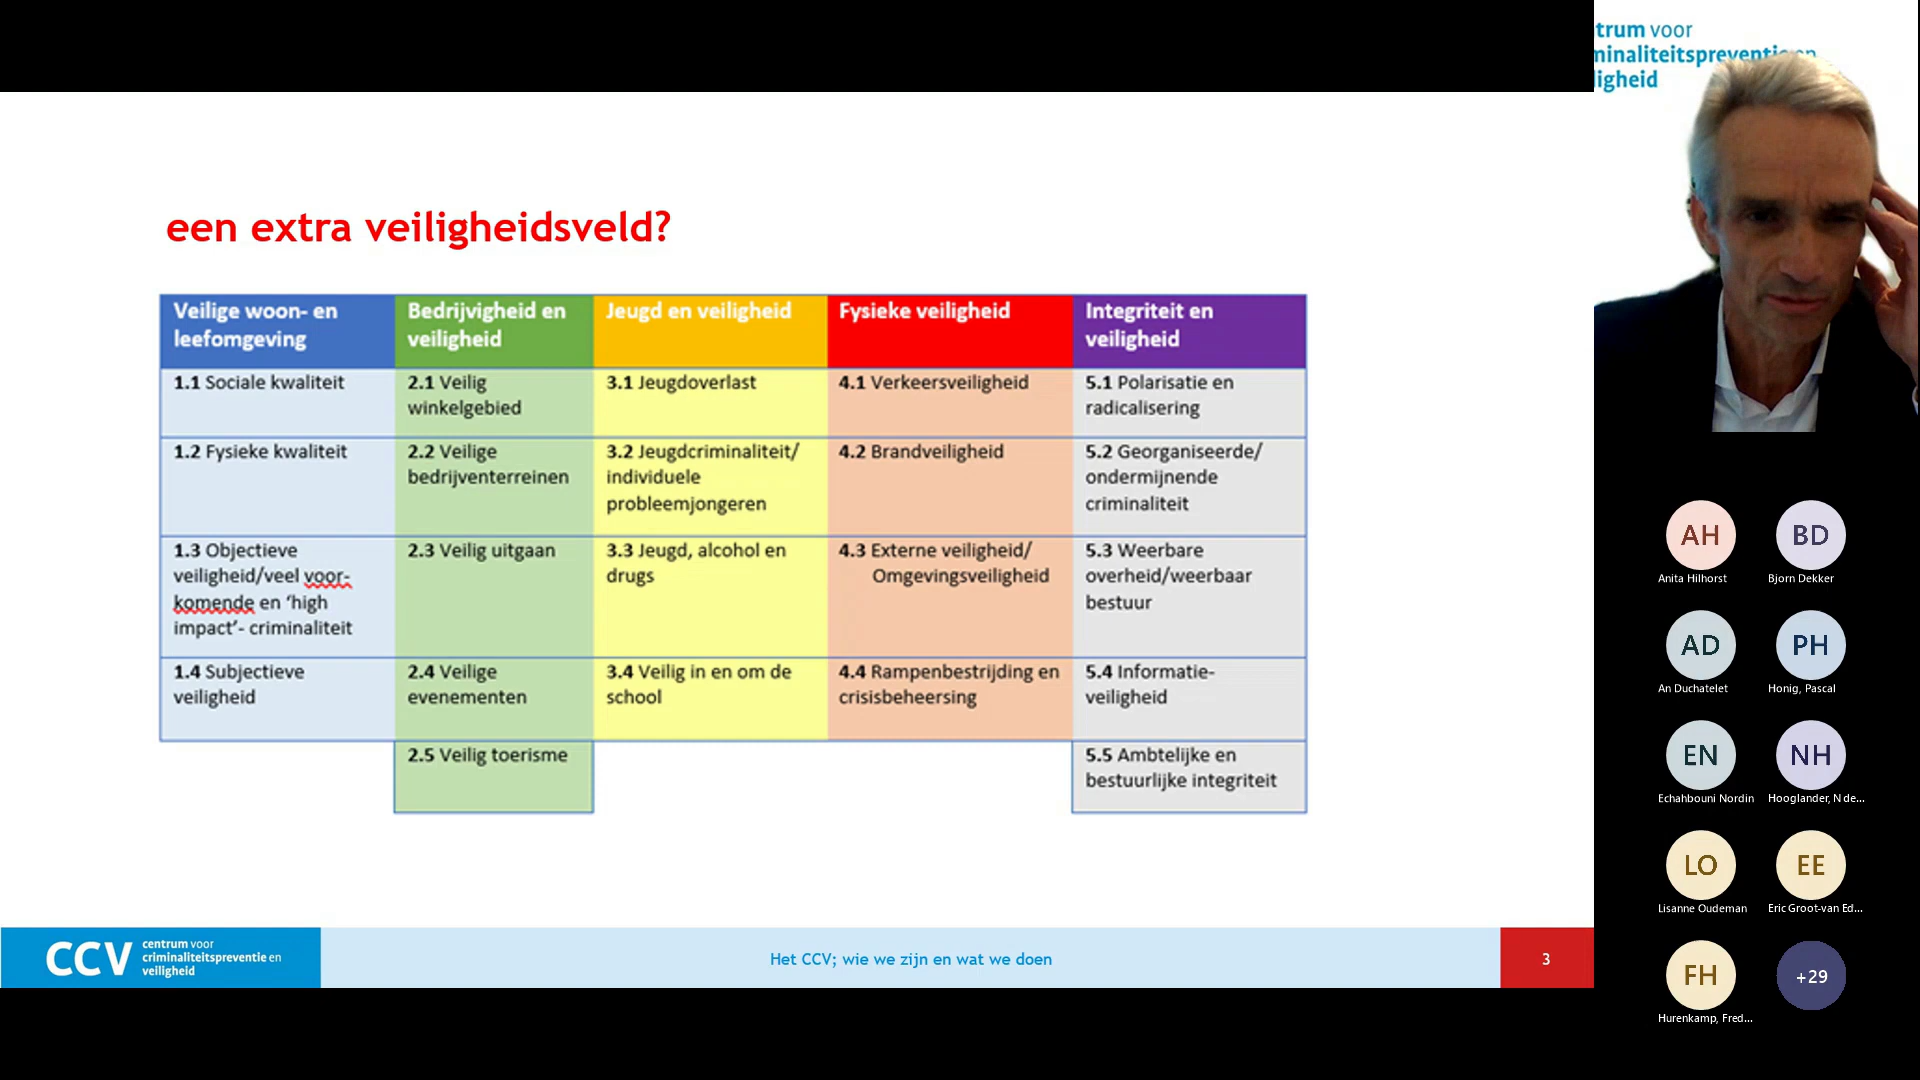 een extra veiligheidsveld?
Veilige woon- en
leefomgeving
Bedrijvigheid en
veiligheid
Jeugd en veiligheid
Fysieke veiligheid
Integriteit en
veiligheid
1.1 Sociale kwaliteit
2.1 Veilig
winkelgebied
3.1 Jeugdoverlast
4.1 Verkeersveiligheid
5.1 Polarisatie en
radicalisering
1.2 Fysieke kwaliteit
2.2 Veilige
bedrijventerreinen
3.2 Jeugdcriminaliteit/
individuele
probleemjongeren
4.2 Brandveiligheid
5.2 Georganiseerde/
ondermijnende
criminaliteit
1.3 Objectieve
veiligheid/veel voor-
komende en ‘high
impact’- criminaliteit
2.3 Veilig uitgaan
3.3 Jeugd, alcohol en
drugs
4.3 Externe veiligheid/
Omgevingsveiligheid
5.3 Weerbare
overheid/weerbaar
bestuur
1.4 Subjectieve
veiligheid
2.4 Veilige
evenementen
3.4 Veilig in en om de
school
4.4 Rampenbestrijding en
crisisbeheersing
5.4 Informatie-
veiligheid
2.5 Veilig toerisme
5.5 Ambtelijke en
bestuurlijke integriteit
CCV
centrum voor
criminaliteitspreventie en
veiligheid
Het CCV; wie we zijn en wat we doen
3
trum voor
minaliteitspreventie en
ligheid
AH
Anita Hilhorst
BD
Bjorn Dekker
AD
An Duchatelet
PH
Honig, Pascal
EN
Echahbouni Nordin
NH
Hooglander, N de...
LO
Lisanne Oudeman
EE
Eric Groot-van Ed...
FH
Hurenkamp, Fred...
+29